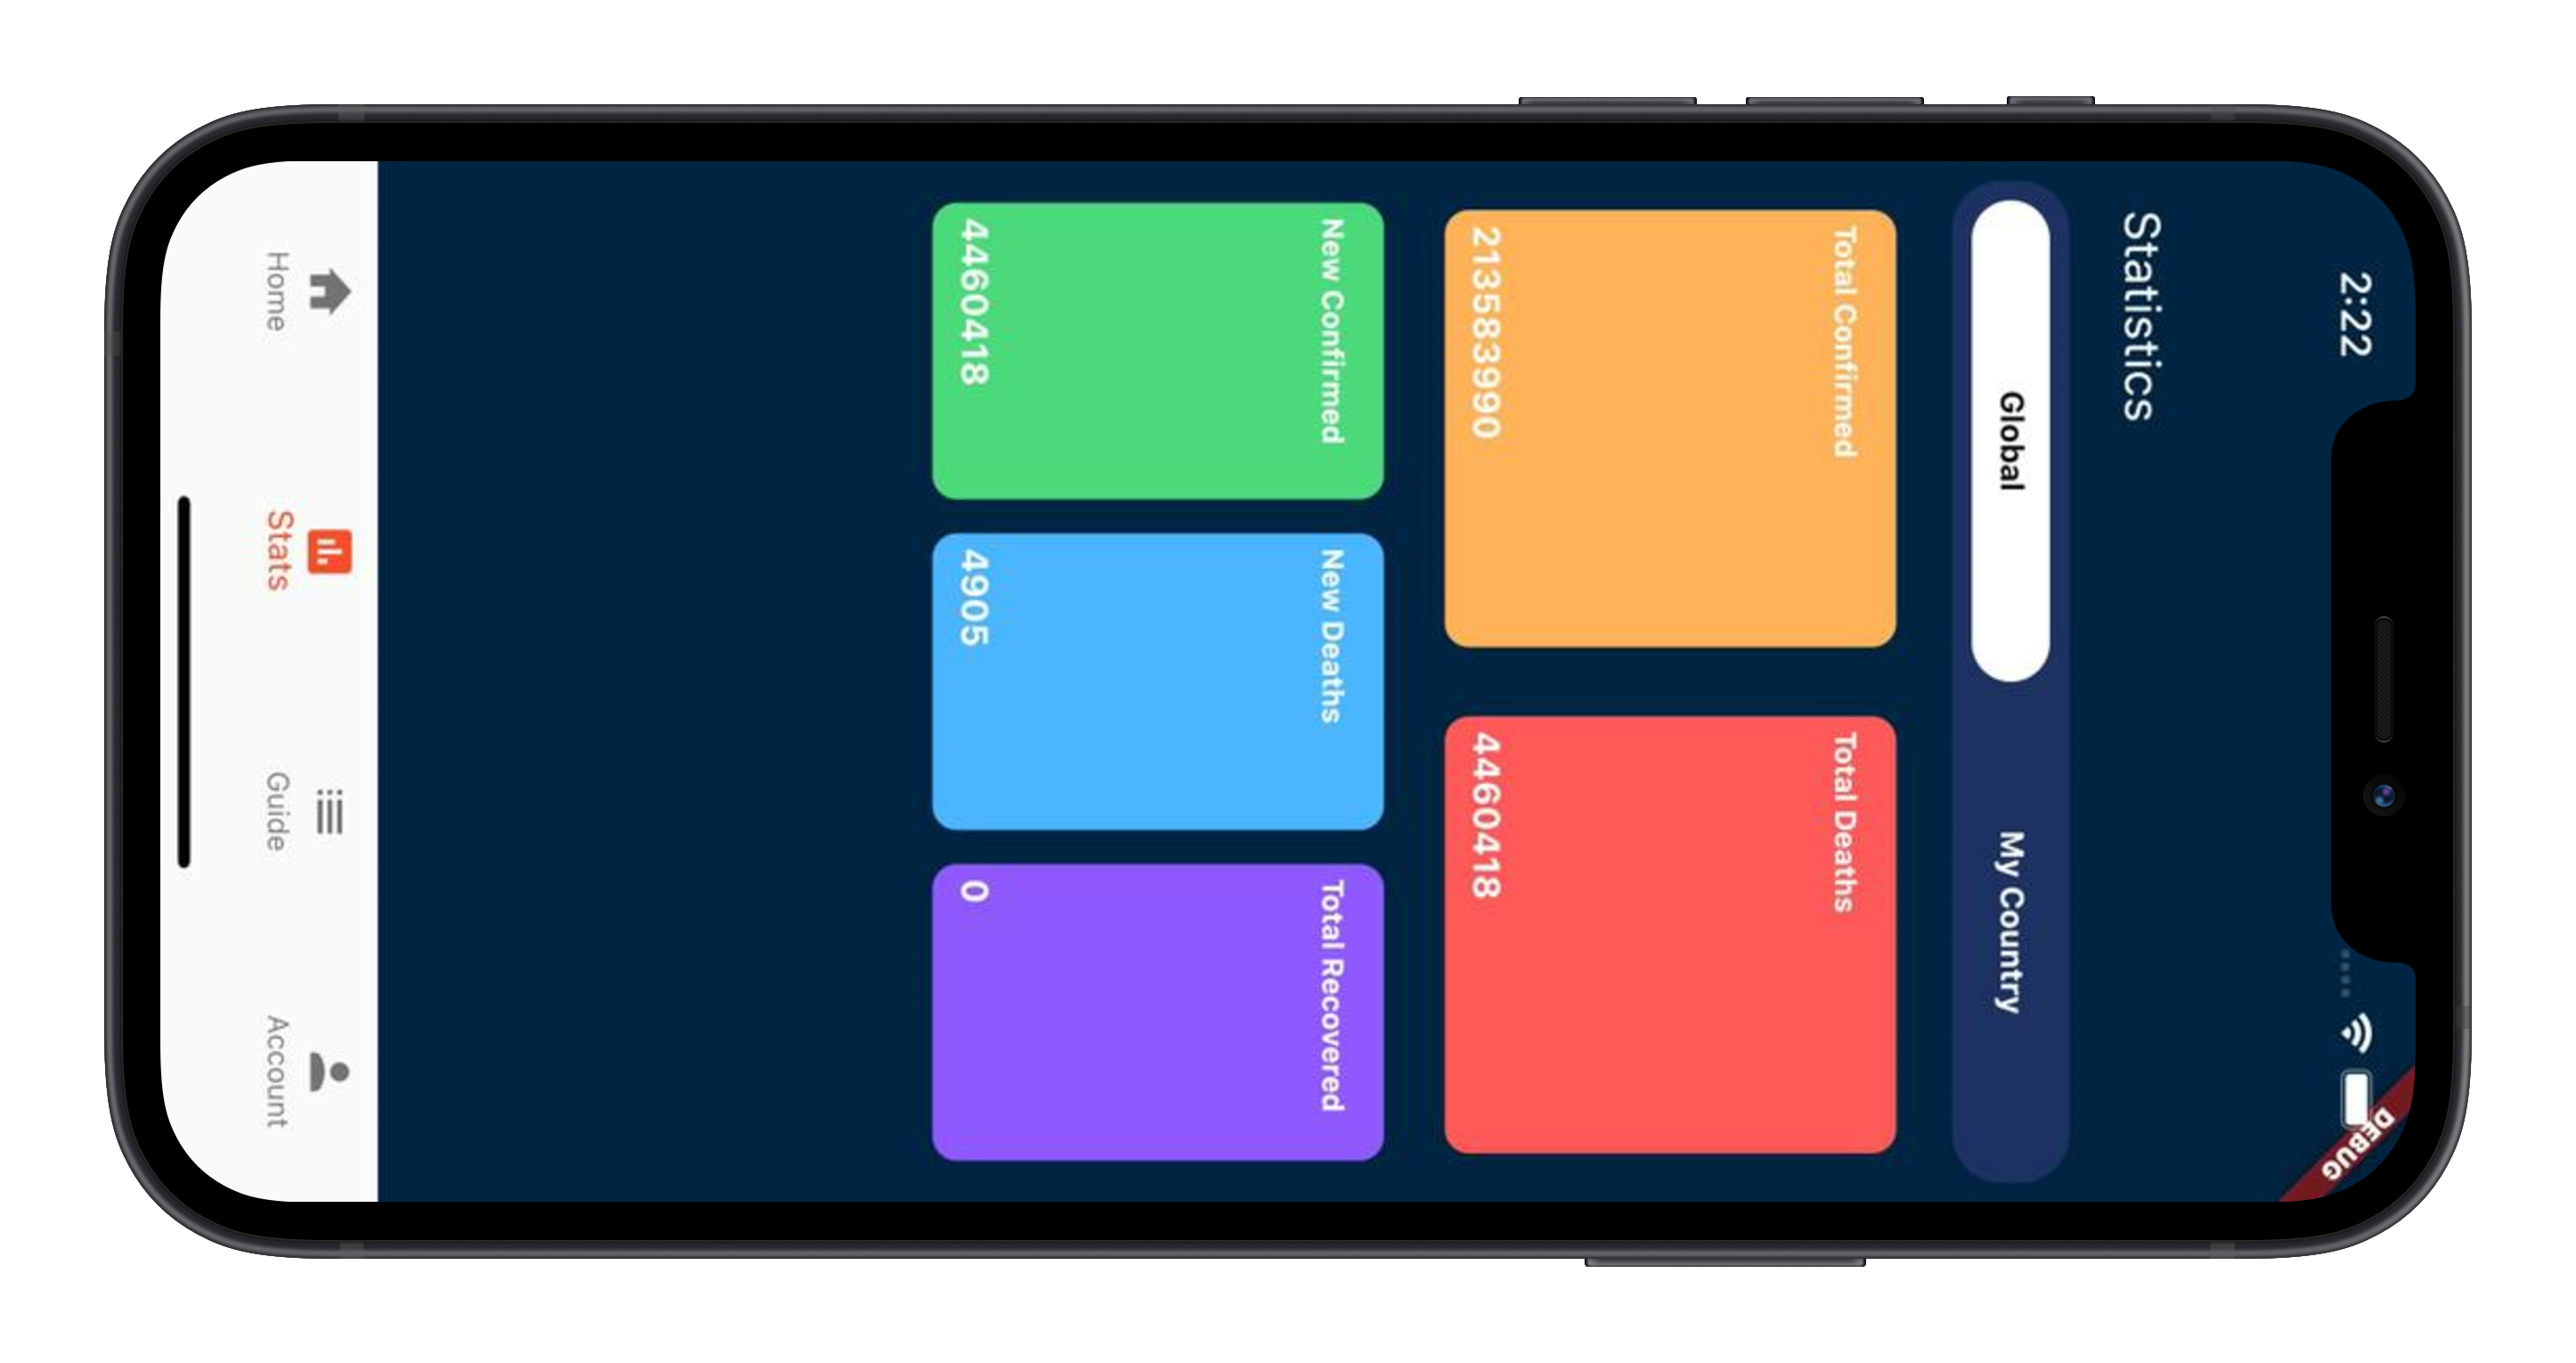 2:22
DEBUG
Statistics
Global
My Country
Total Confirmed
213583990
Total Deaths
4460418
New Confirmed
4460418
New Deaths
4905
Total Recovered
0
Home
Stats
Guide
Account